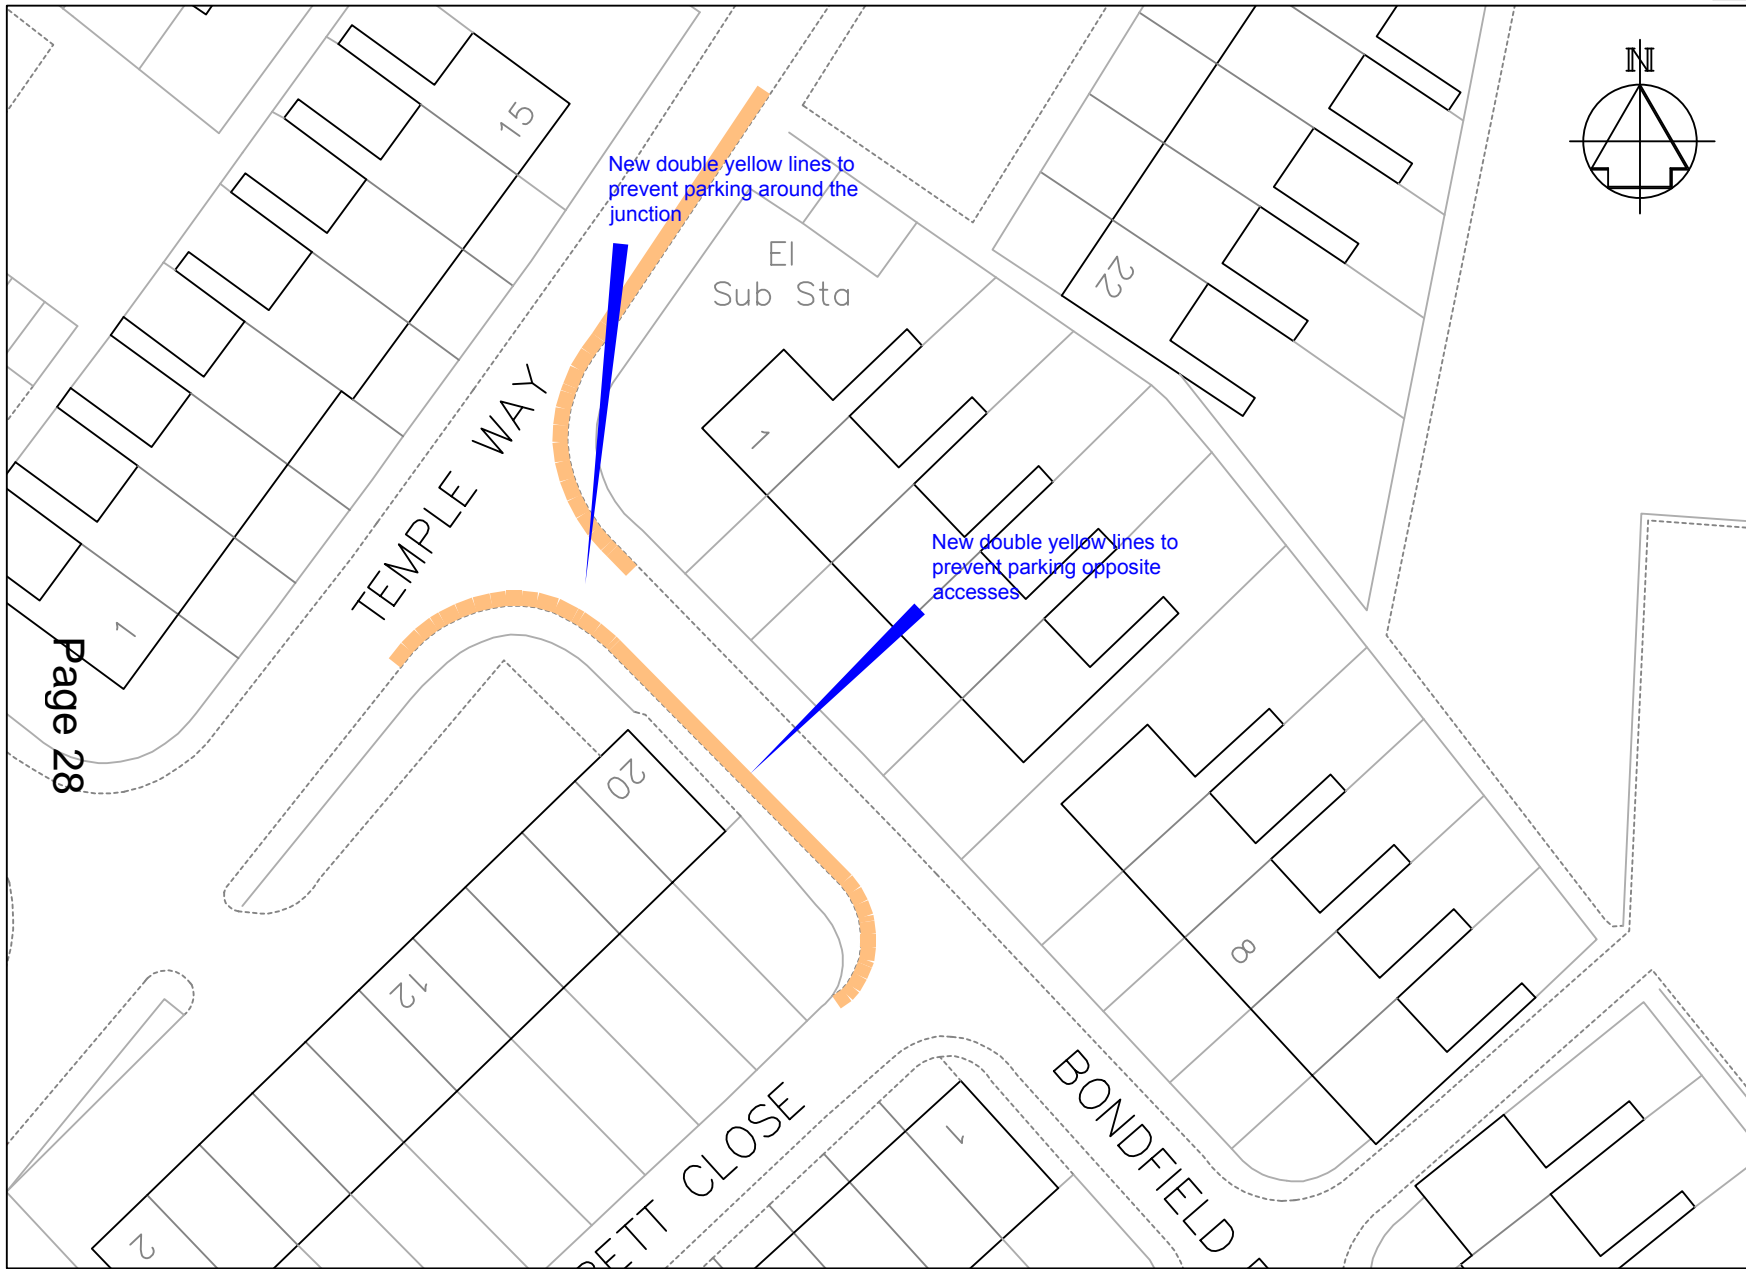 N
15
New double yellow lines to
prevent parking around the
junction
El
Sub Sta
22
TEMPLE WAY
1
New double yellow lines to
prevent parking opposite
accesses
1
Page 28
20
8
12
BONDFIELD
RETT CLOSE
1
2